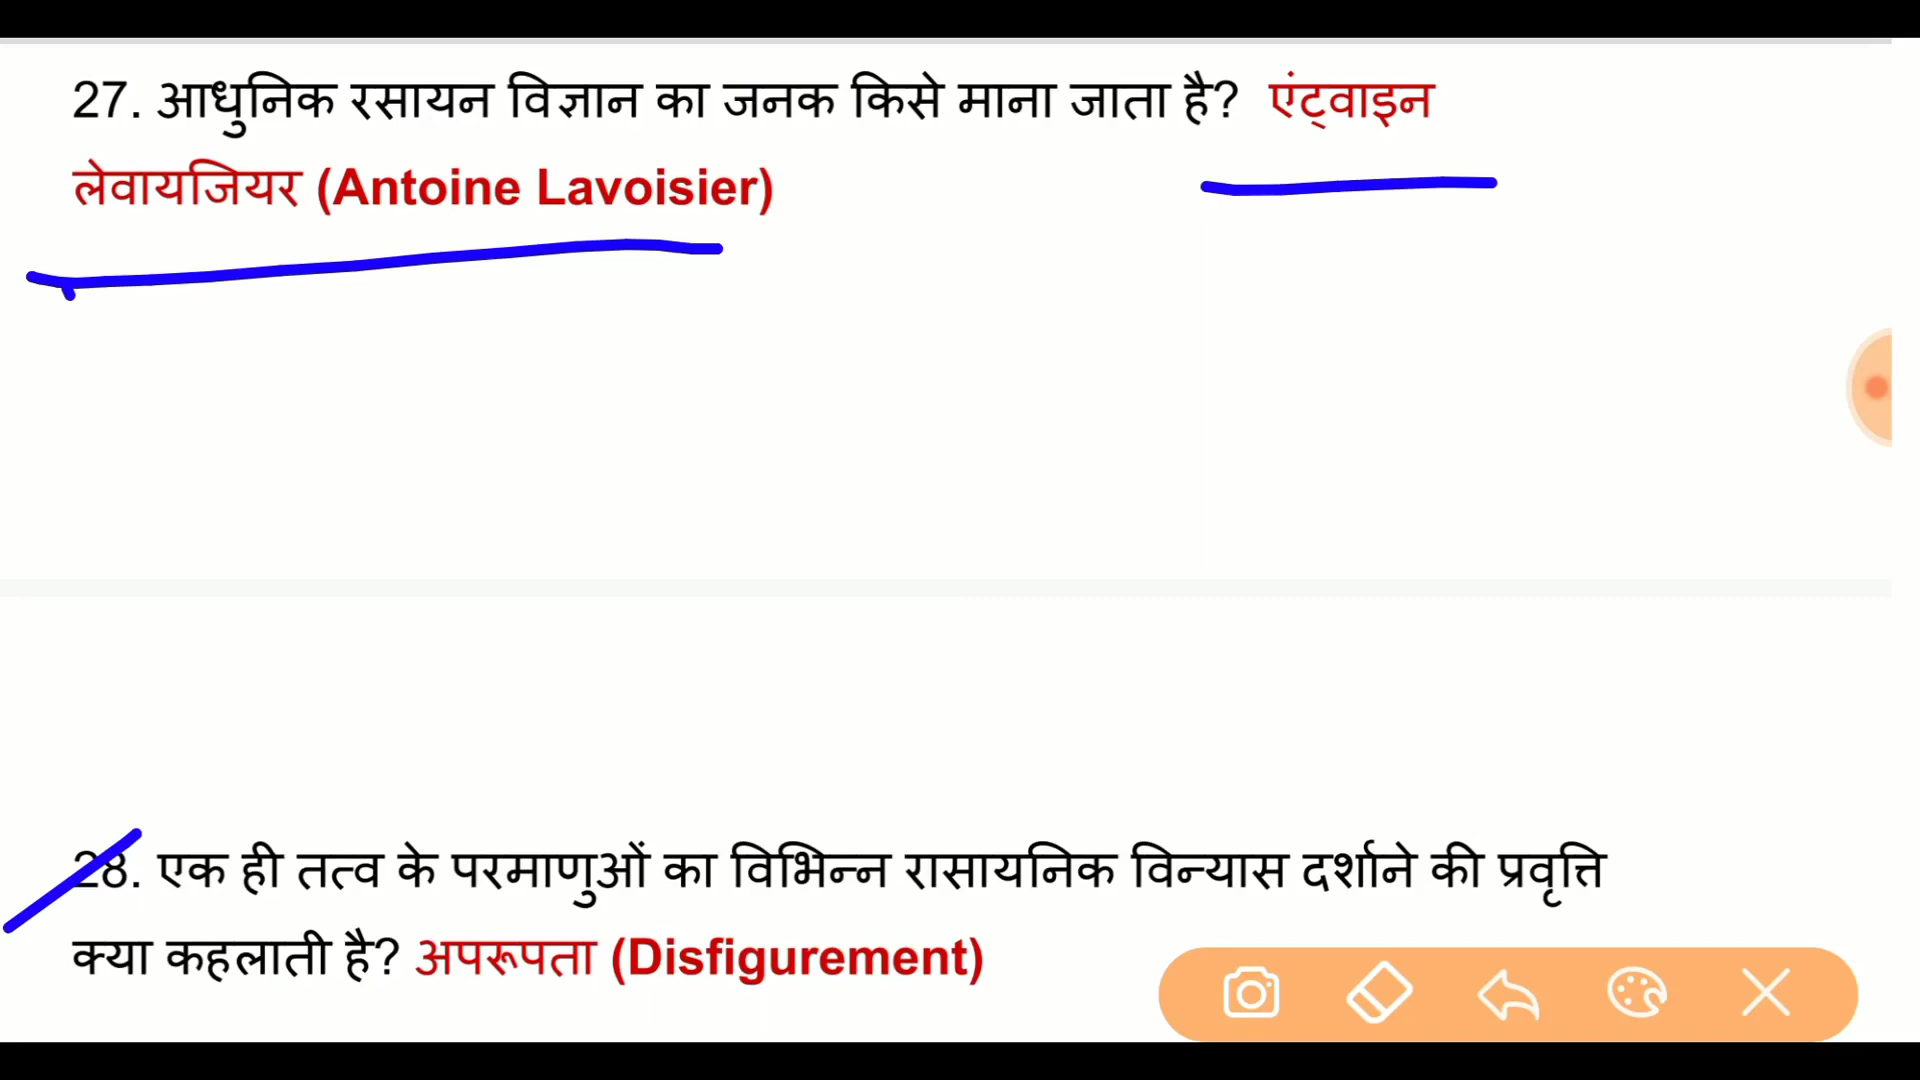 27. आधुनिक रसायन विज्ञान का जनक किसे माना जाता है? एंट्वाइन
लेवायजियर (Antoine Lavoisier)
28. एक ही तत्व के परमाणुओं का विभिन्न रासायनिक विन्यास दर्शाने की प्रवृत्ति
क्या कहलाती है? अपरूपता (Disfigurement)